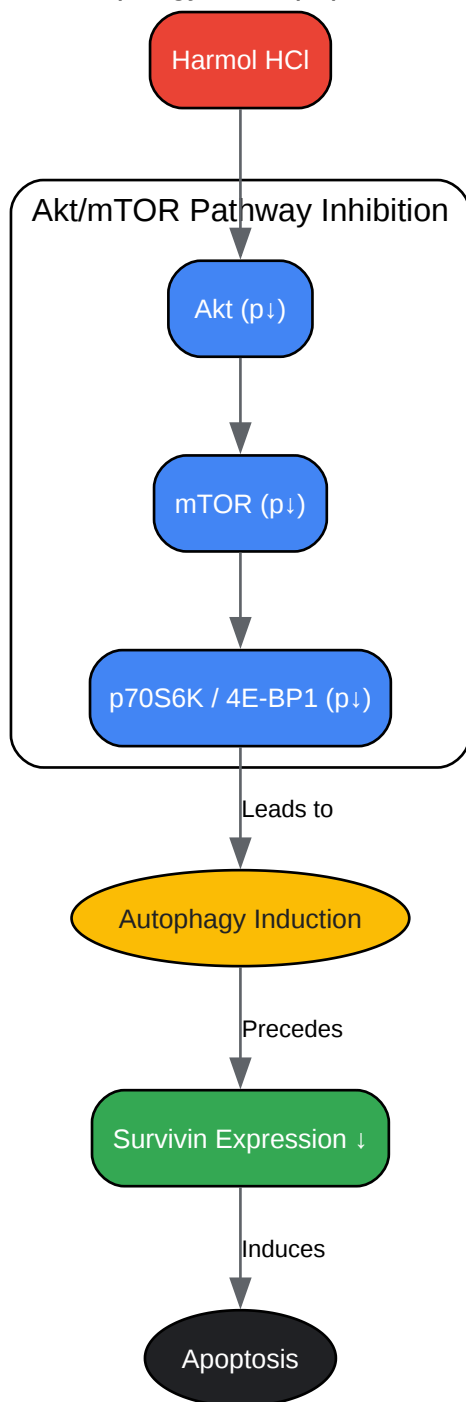 Harmol HCl
Akt/mTOR Pathway Inhibition
Akt (p↓)
mTOR (p↓)
p70S6K / 4E-BP1 (p↓)
Leads to
Autophagy Induction
Precedes
Survivin Expression ↓
Induces
Apoptosis